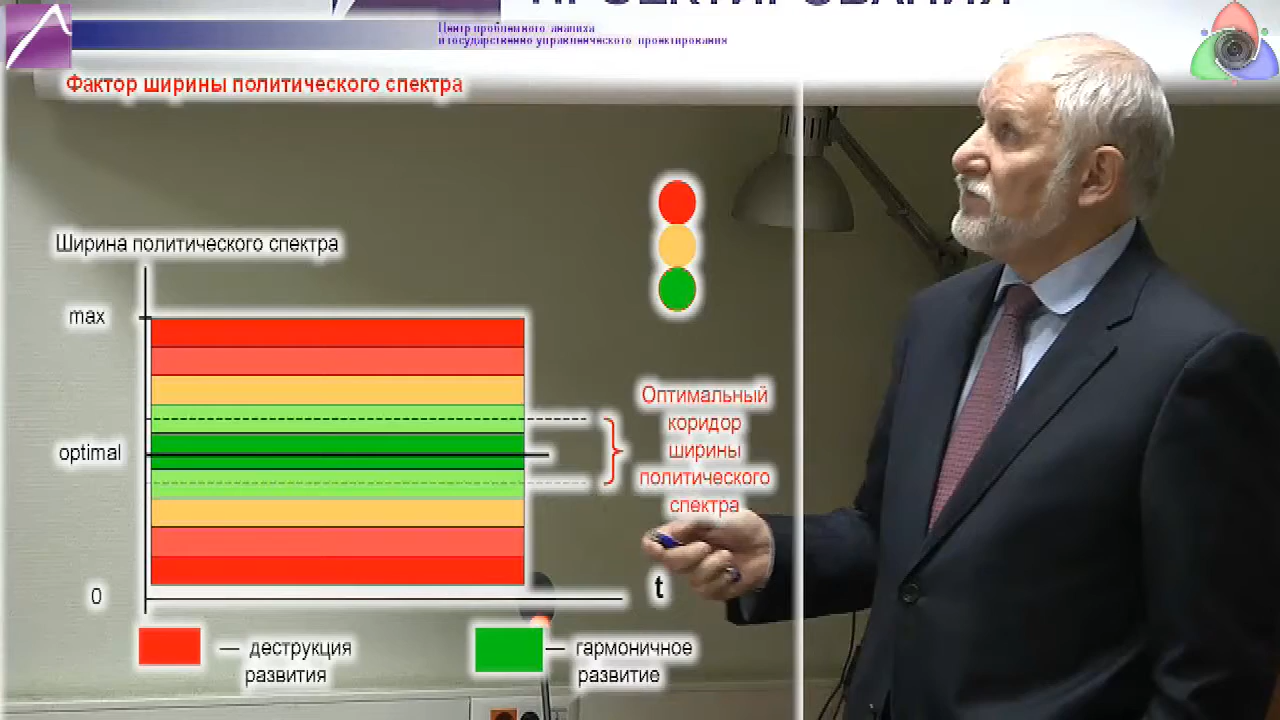 ПРОЕКТИРОВАНИЯ
Центр проблемного анализа
и государственно управленческого проектирования
Фактор ширины политического спектра
Ширина политического спектра
max
optimal
0
Оптимальный
коридор
ширины
политического
спектра
t
— деструкция
развития
— гармоничное
развитие